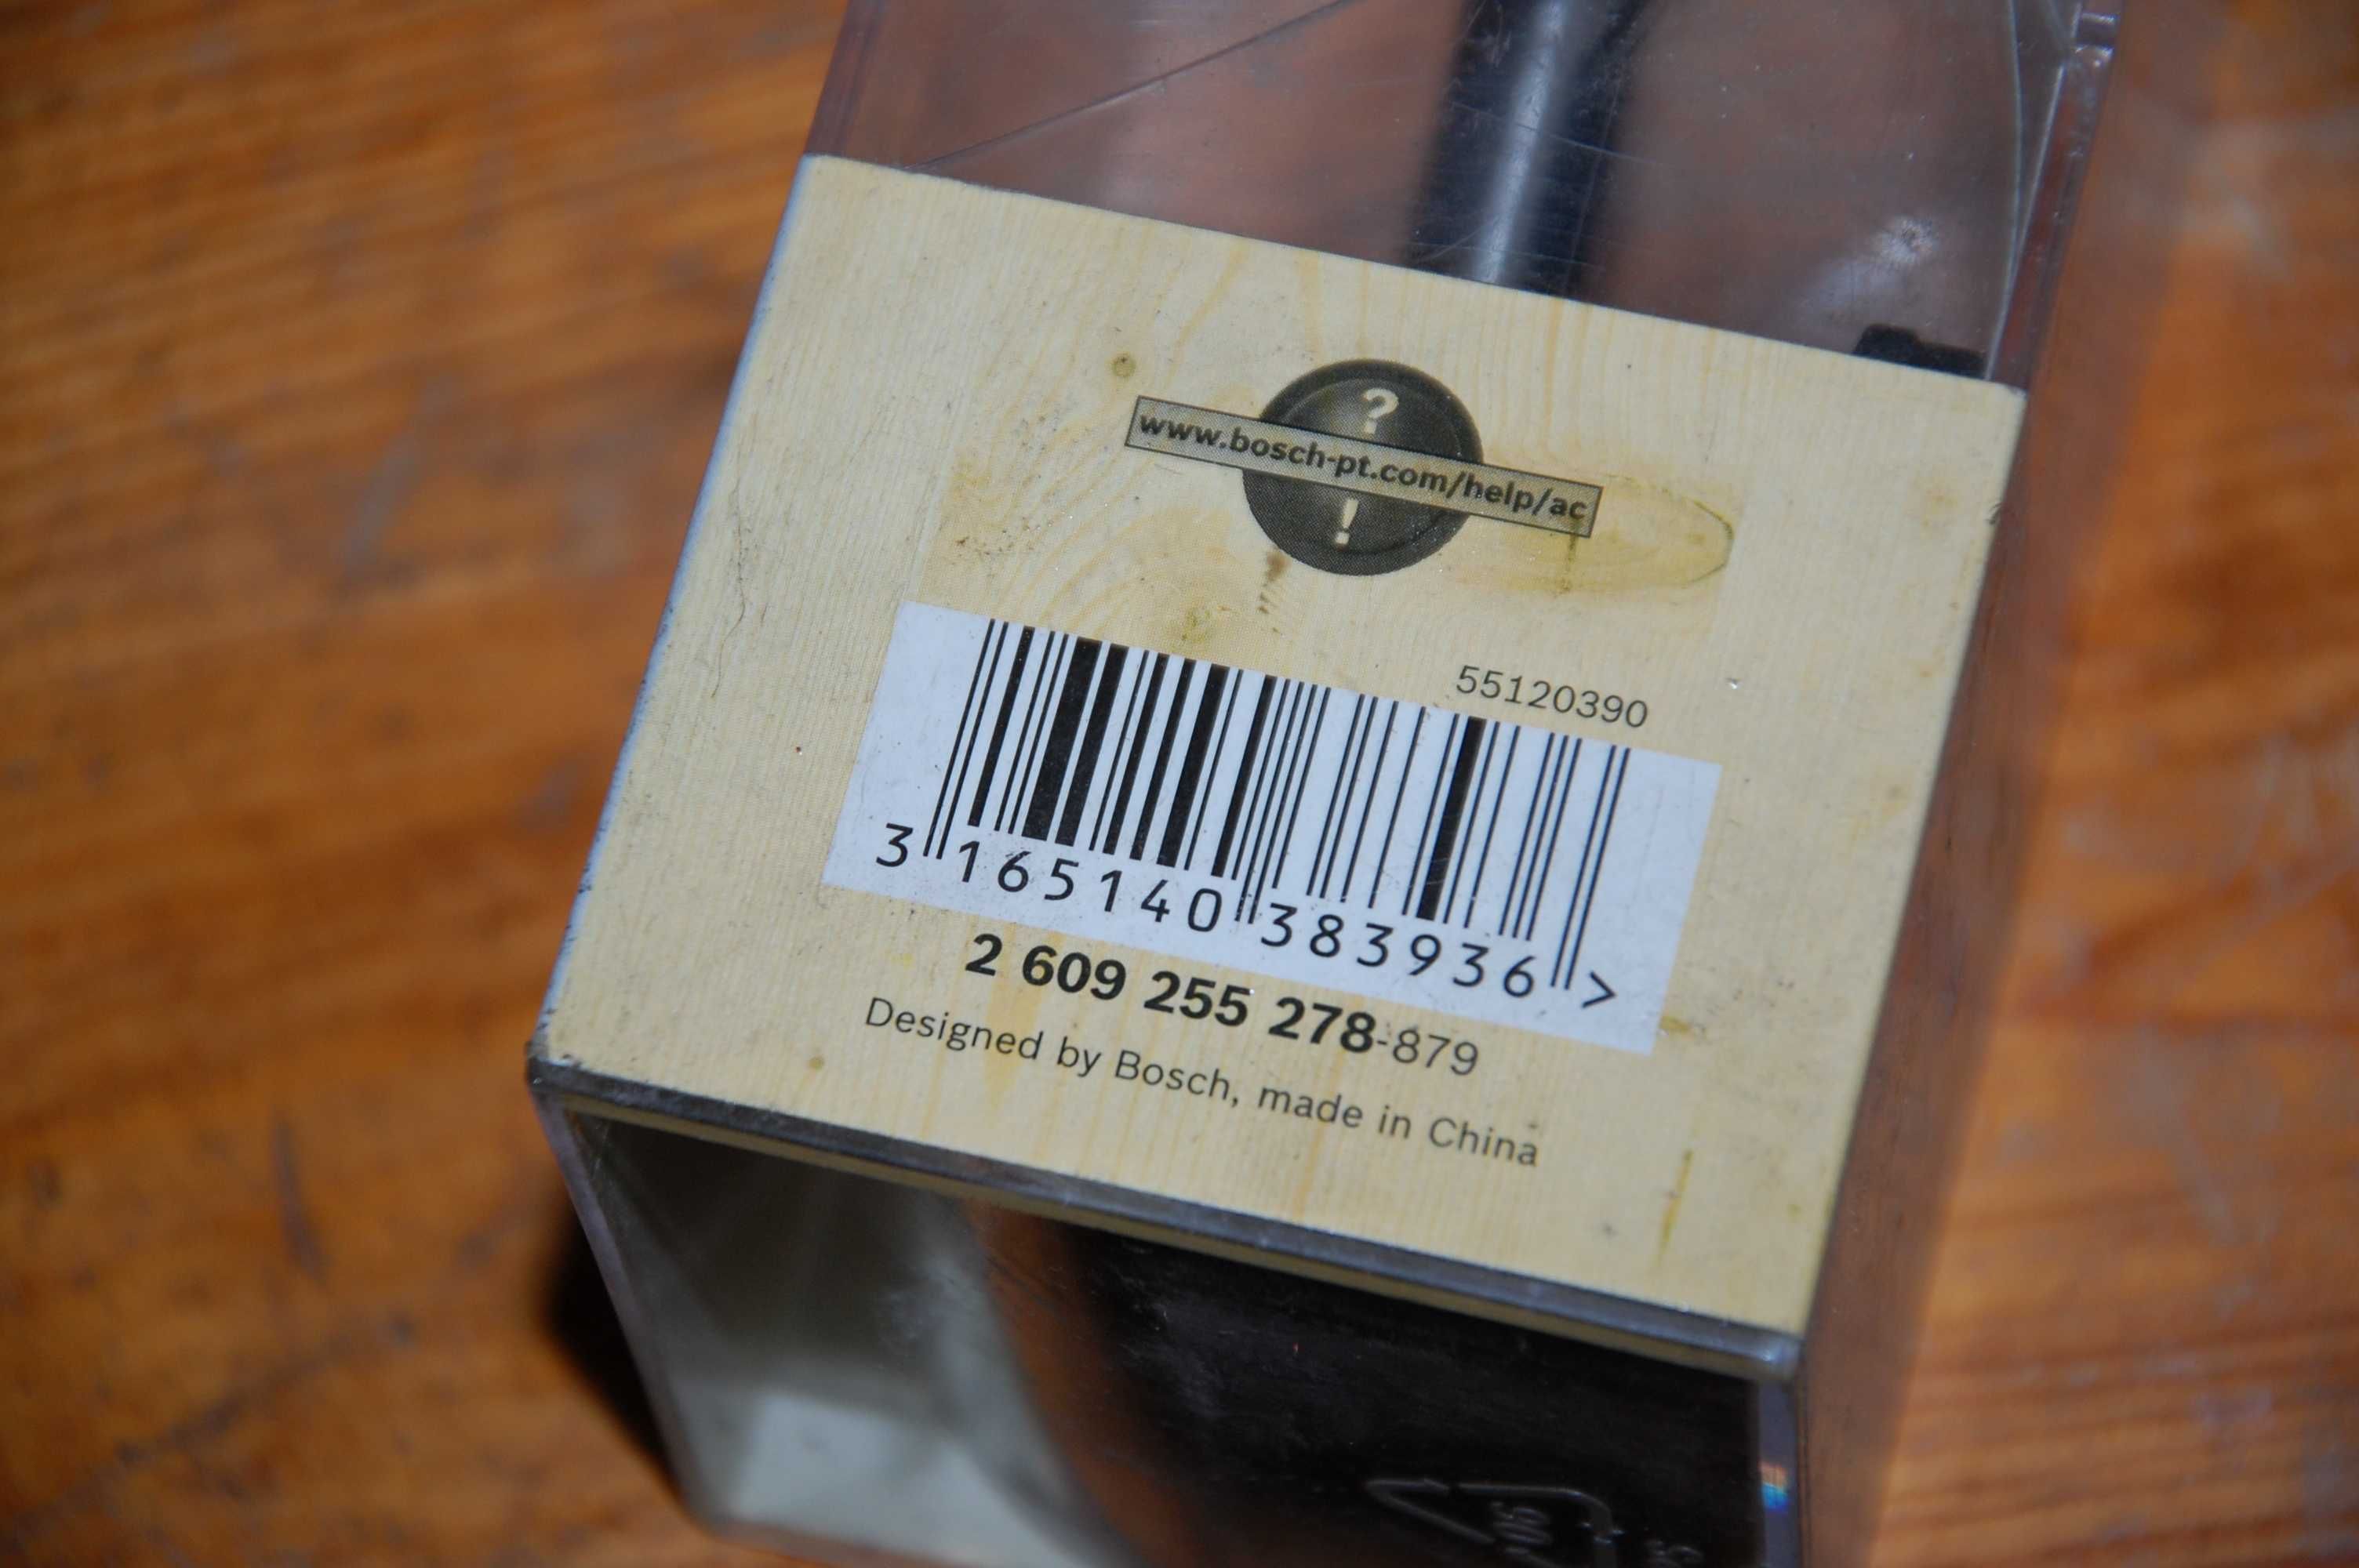 ?
www.bosch-pt.com/help/ac
!
55120390
3 165140 383936 >
2 609 255 278-879
Designed by Bosch, made in China